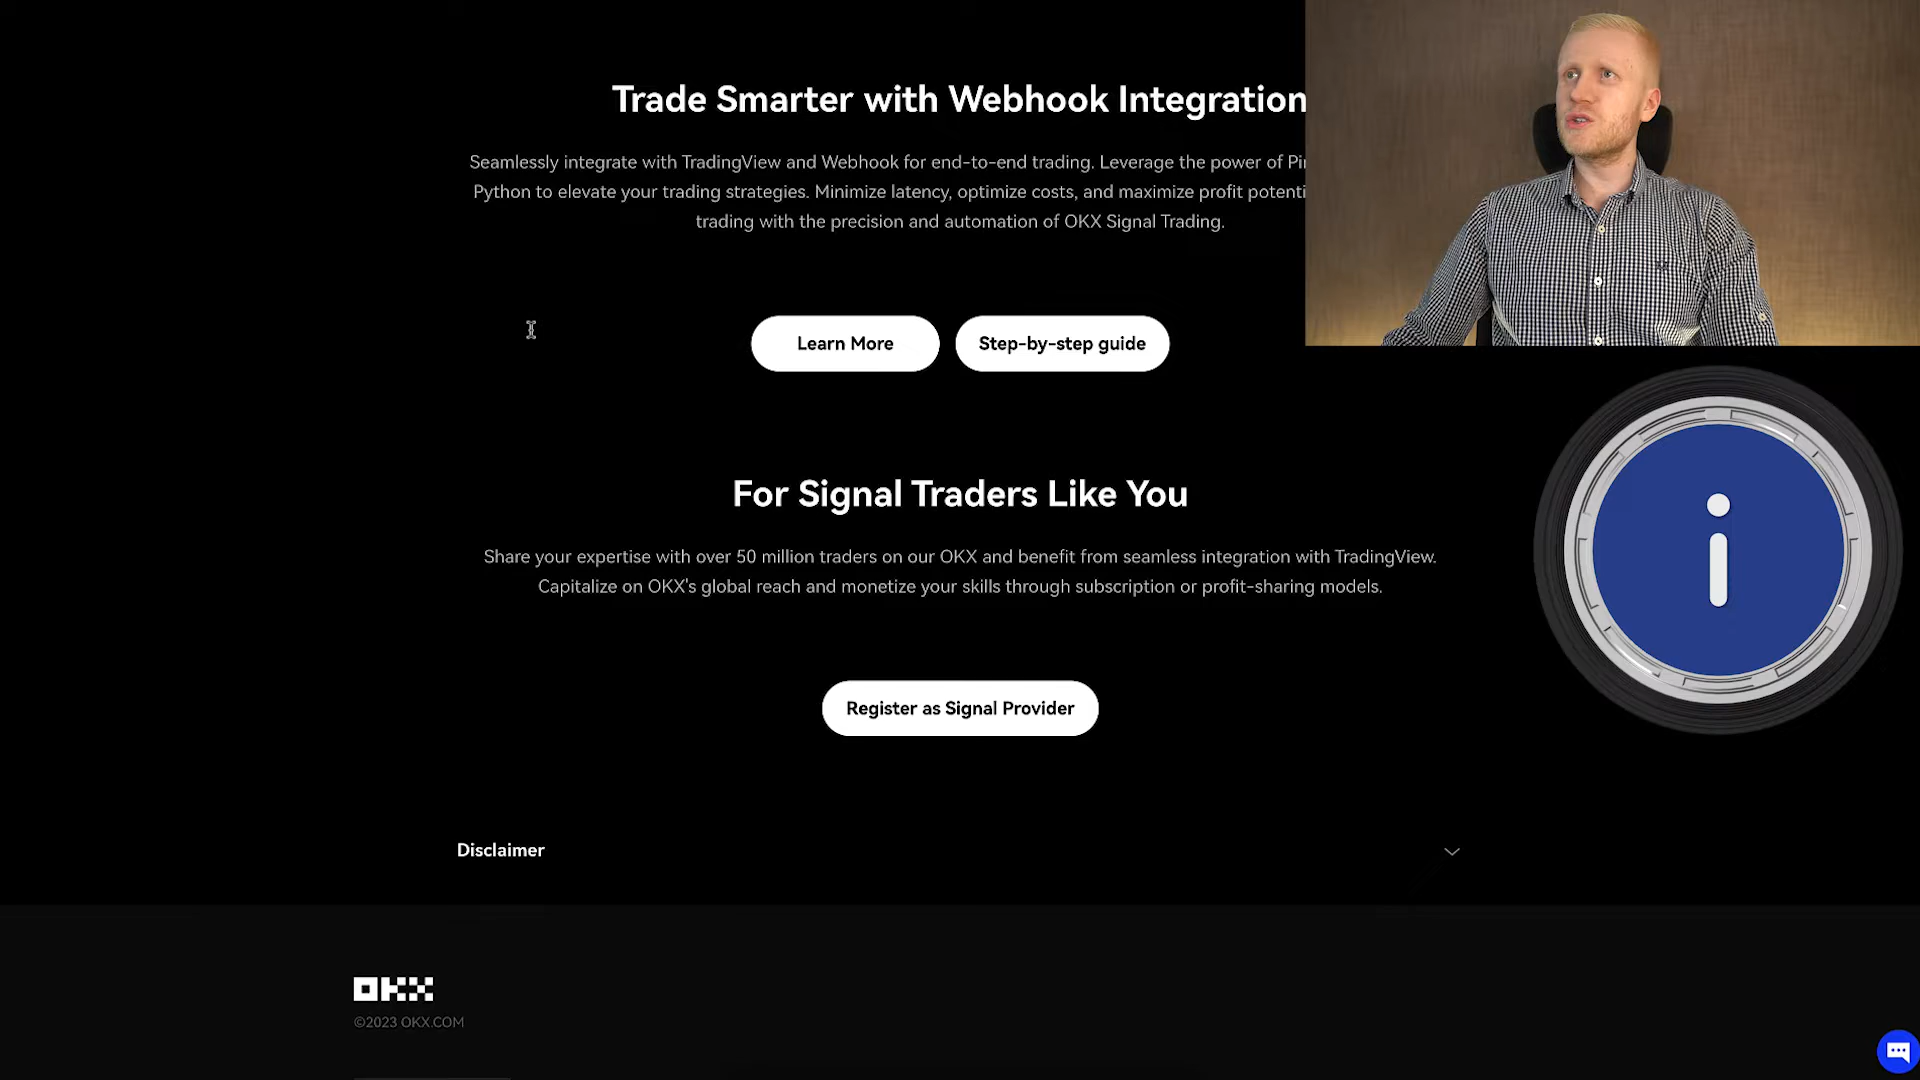 Trade Smarter with Webhook Integration
Seamlessly integrate with TradingView and Webhook for end-to-end trading. Leverage the power of
Python to elevate your trading strategies. Minimize latency, optimize costs, and maximize profit
trading with the precision and automation of OKX Signal Trading.
Learn More
Step-by-step guide
For Signal Traders Like You
Share your expertise with over 50 million traders on our OKX and benefit from seamless integration with TradingView.
Capitalize on OKX's global reach and monetize your skills through subscription or profit-sharing models.
Register as Signal Provider
Disclaimer
OKX
©2023 OKX.COM